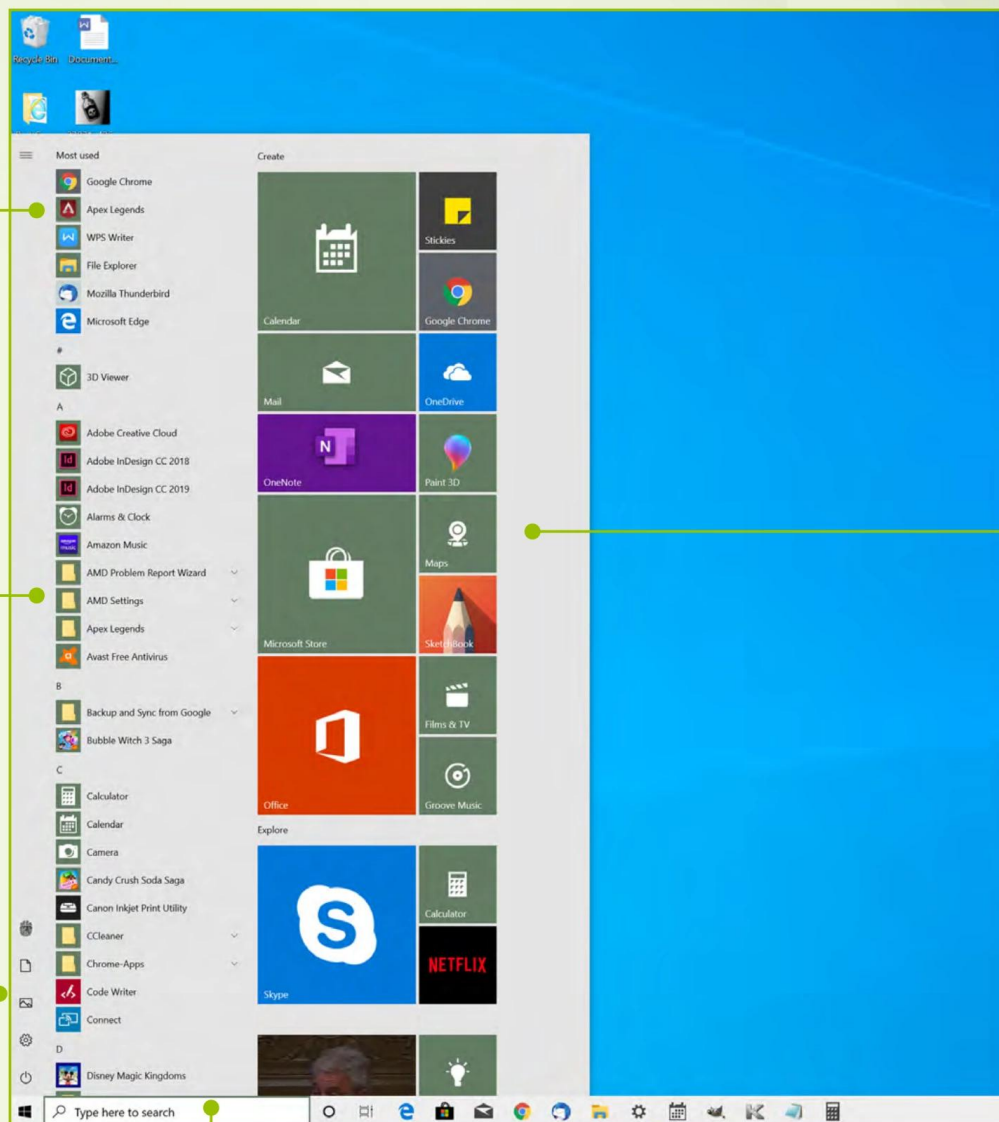 Recycle Bin
Document...
Most used
Google Chrome
Apex Legends
WPS Writer
File Explorer
Mozilla Thunderbird
Microsoft Edge
#
3D Viewer
A
Adobe Creative Cloud
Adobe InDesign CC 2018
Adobe InDesign CC 2019
Alarms & Clock
Amazon Music
AMD Problem Report Wizard
AMD Settings
Apex Legends
Avast Free Antivirus
B
Backup and Sync from Google
Bubble Witch 3 Saga
C
Calculator
Calendar
Camera
Candy Crush Soda Saga
Canon Inkjet Print Utility
CCleaner
Chrome-Apps
Code Writer
Connect
D
Disney Magic Kingdoms
Create
Calendar
Stickies
Google Chrome
Mail
OneDrive
OneNote
Paint 3D
Microsoft Store
Maps
SketchBook
Office
Films & TV
Groove Music
Explore
Skype
Calculator
NETFLIX
Type here to search